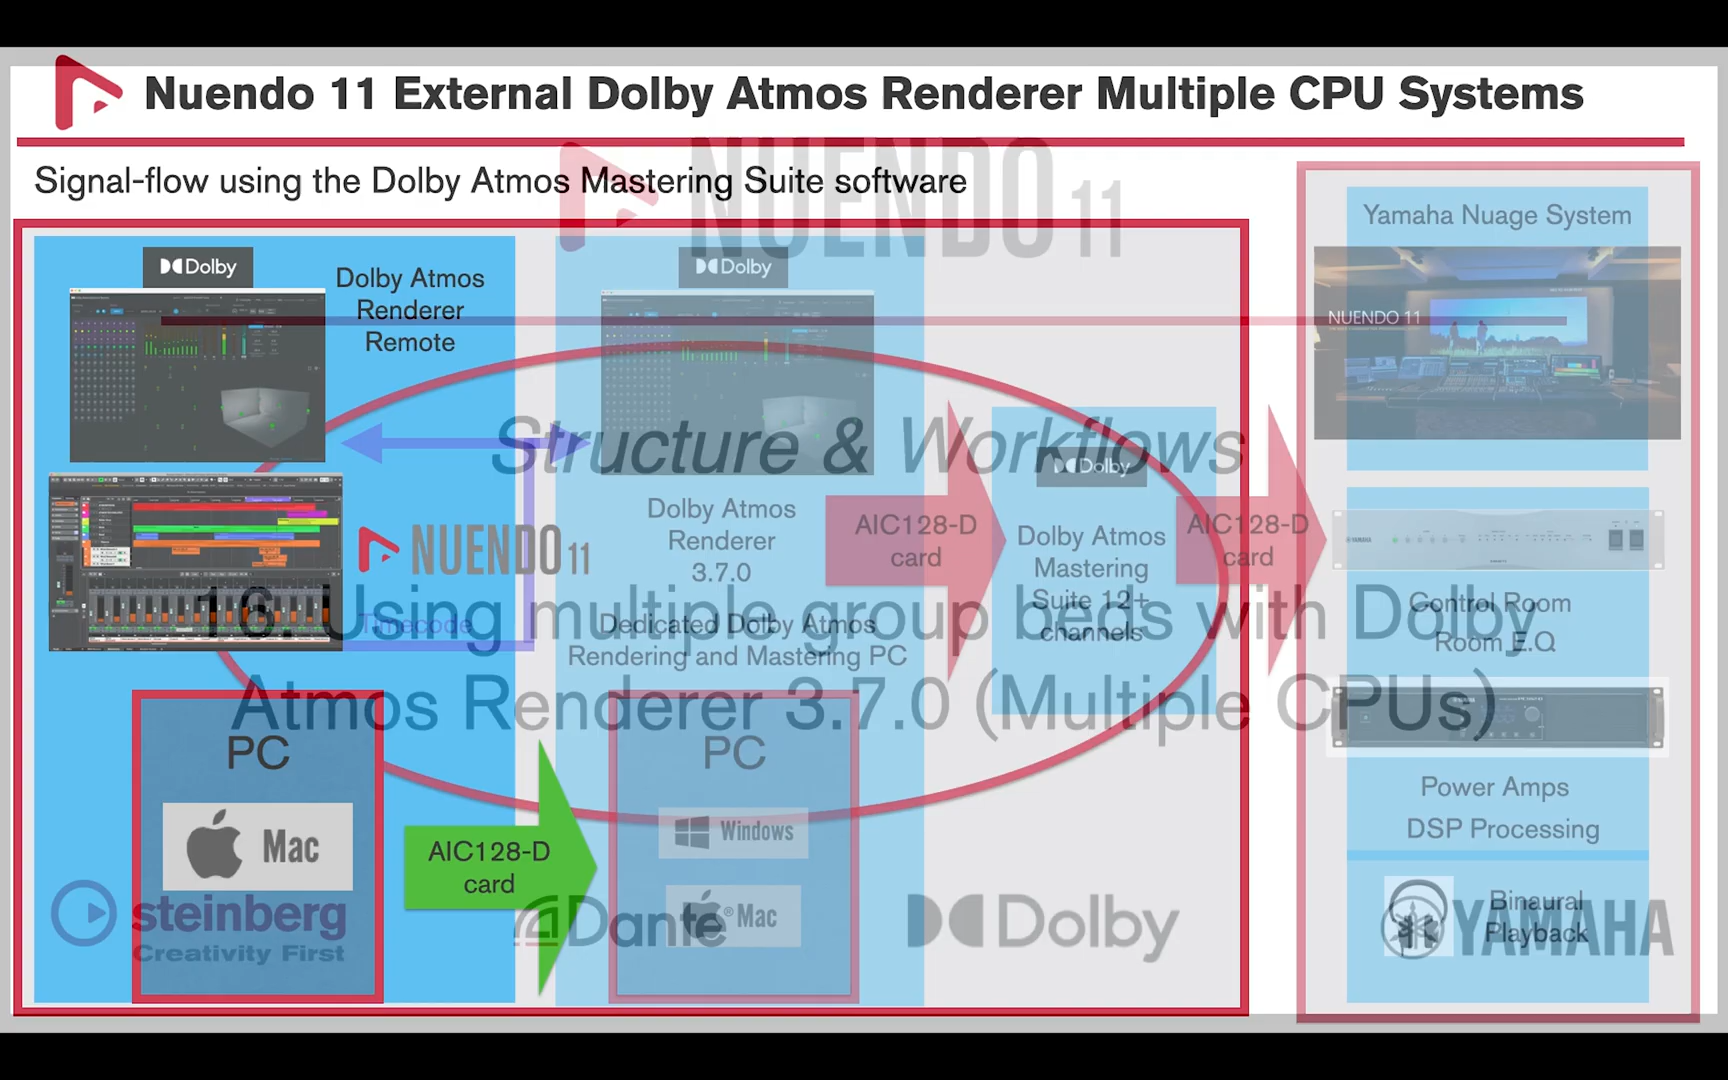 Nuendo 11 External Dolby Atmos Renderer Multiple CPU Systems
Signal-flow using the Dolby Atmos Mastering Suite software
NUENDO 11
Structure & Workflows
16. Using multiple group beds with Dolby
Atmos Renderer 3.7.0 (Multiple CPUs)
Dolby
Dolby Atmos
Renderer
Remote
NUENDO 11
Timecode
PC
Mac
steinberg
Creativity First
AIC128-D
card
Dolby
Dolby Atmos
Renderer
3.7.0
Dedicated Dolby Atmos
Rendering and Mastering PC
PC
Windows
Mac
Dante®
AIC128-D
card
Dolby
Dolby Atmos
Mastering
Suite 12+
channels
Dolby
AIC128-D
card
Yamaha Nuage System
NUENDO 11
YAMAHA
Control Room
Room E.Q
Power Amps
DSP Processing
Binaural
Playback
YAMAHA